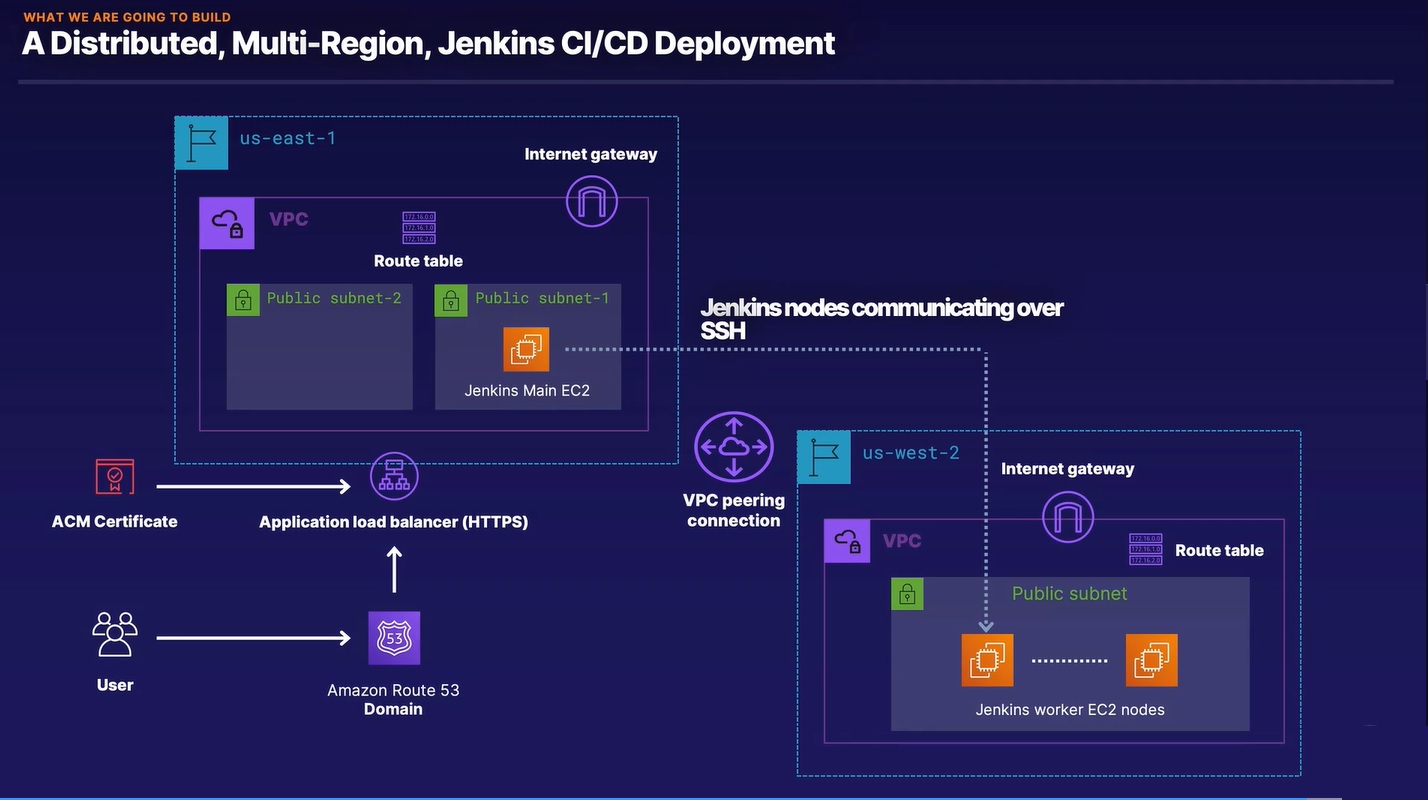 WHAT WE ARE GOING TO BUILD
A Distributed, Multi-Region, Jenkins CI/CD Deployment
us-east-1
Internet gateway
VPC
172.16.0.0
172.16.1.0
172.16.2.0
Route table
Public subnet-2
Public subnet-1
Jenkins Main EC2
Jenkins nodes communicating over
SSH
ACM Certificate
Application load balancer (HTTPS)
VPC peering
connection
us-west-2
Internet gateway
VPC
172.16.0.0
172.16.1.0
172.16.2.0
Route table
Public subnet
Jenkins worker EC2 nodes
User
53
Amazon Route 53
Domain